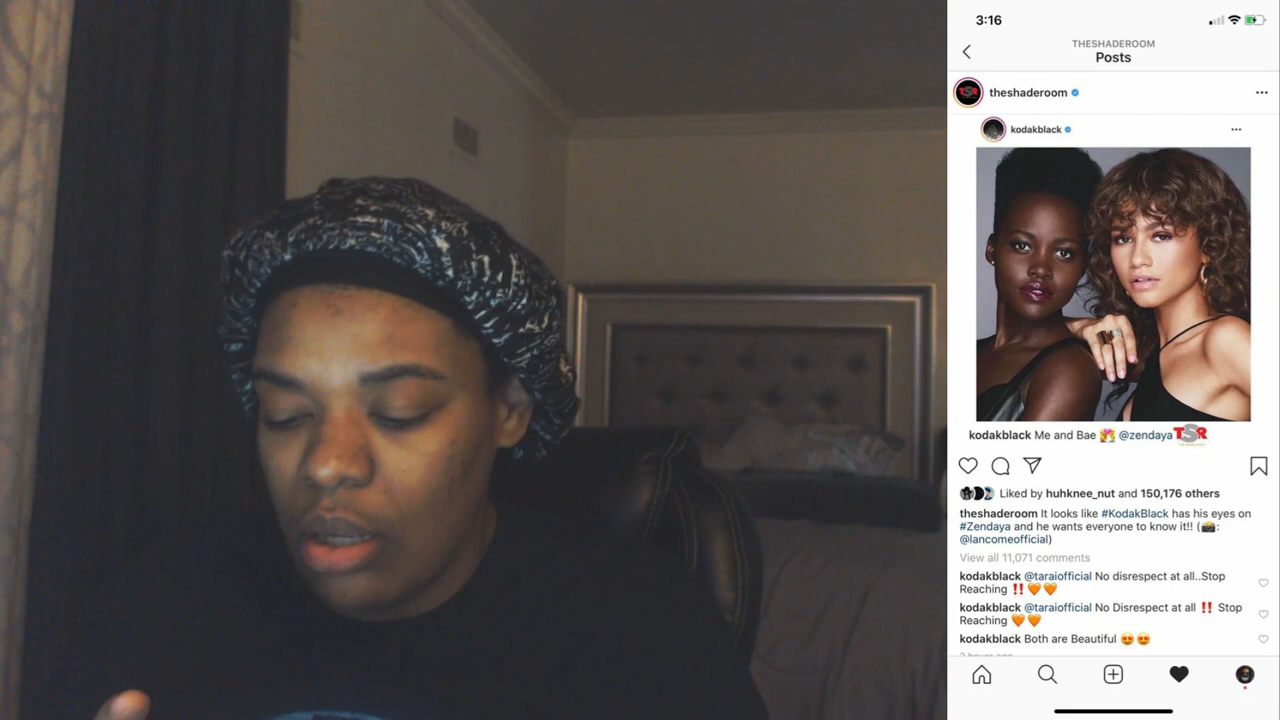 3:16
THESHADEROOM
Posts
TSR
theshaderoom
kodakblack
kodakblack Me and Bae 💏 @zendaya TSR
Liked by huhknee_nut and 150,176 others
theshaderoom It looks like #KodakBlack has his eyes on
#Zendaya and he wants everyone to know it!! (📸:
@lancomeofficial)
View all 11,071 comments
kodakblack @taraiofficial No disrespect at all..Stop
Reaching ‼️🧡🧡
kodakblack @taraiofficial No Disrespect at all ‼️ Stop
Reaching 🧡🧡
kodakblack Both are Beautiful 😍😍